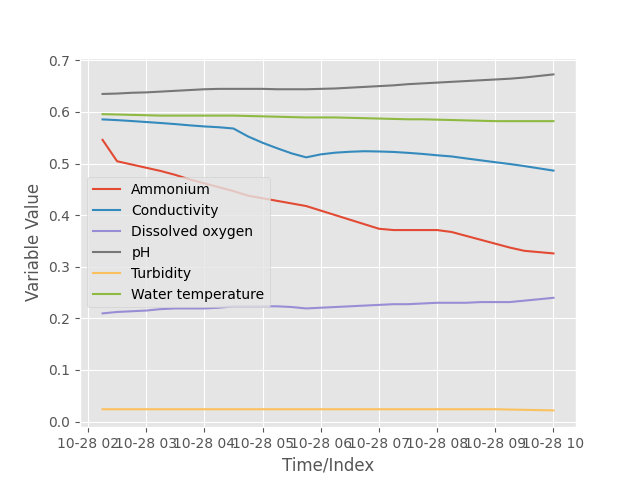 0.7
0.6
0.5
0.4
0.3
0.2
0.1
0.0
Variable Value
Ammonium
Conductivity
Dissolved oxygen
pH
Turbidity
Water temperature
10-28 02 10-28 03 10-28 04 10-28 05 10-28 06 10-28 07 10-28 08 10-28 09 10-28 10
Time/Index